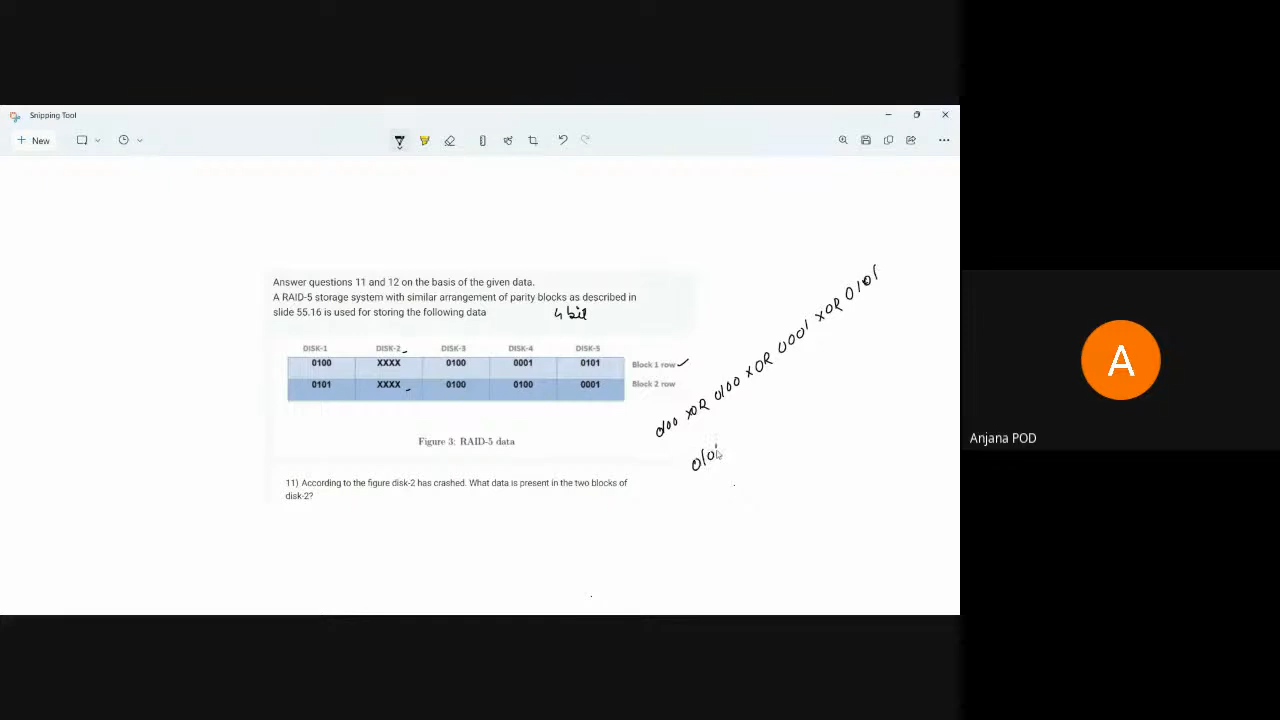 Snipping Tool
New
Answer questions 11 and 12 on the basis of the given data.
A RAID-5 storage system with similar arrangement of parity blocks as described in
slide 55.16 is used for storing the following data
4 bit
DISK-1 DISK-2 DISK-3 DISK-4 DISK-5
0100 XXXX 0100 0001 0101 Block 1 row
0101 XXXX 0100 0100 0001 Block 2 row
0100 XOR 0100 XOR 0001 XOR 0101
Figure 3: RAID-5 data
11) According to the figure disk-2 has crashed. What data is present in the two blocks of
disk-2?
A
Anjana POD